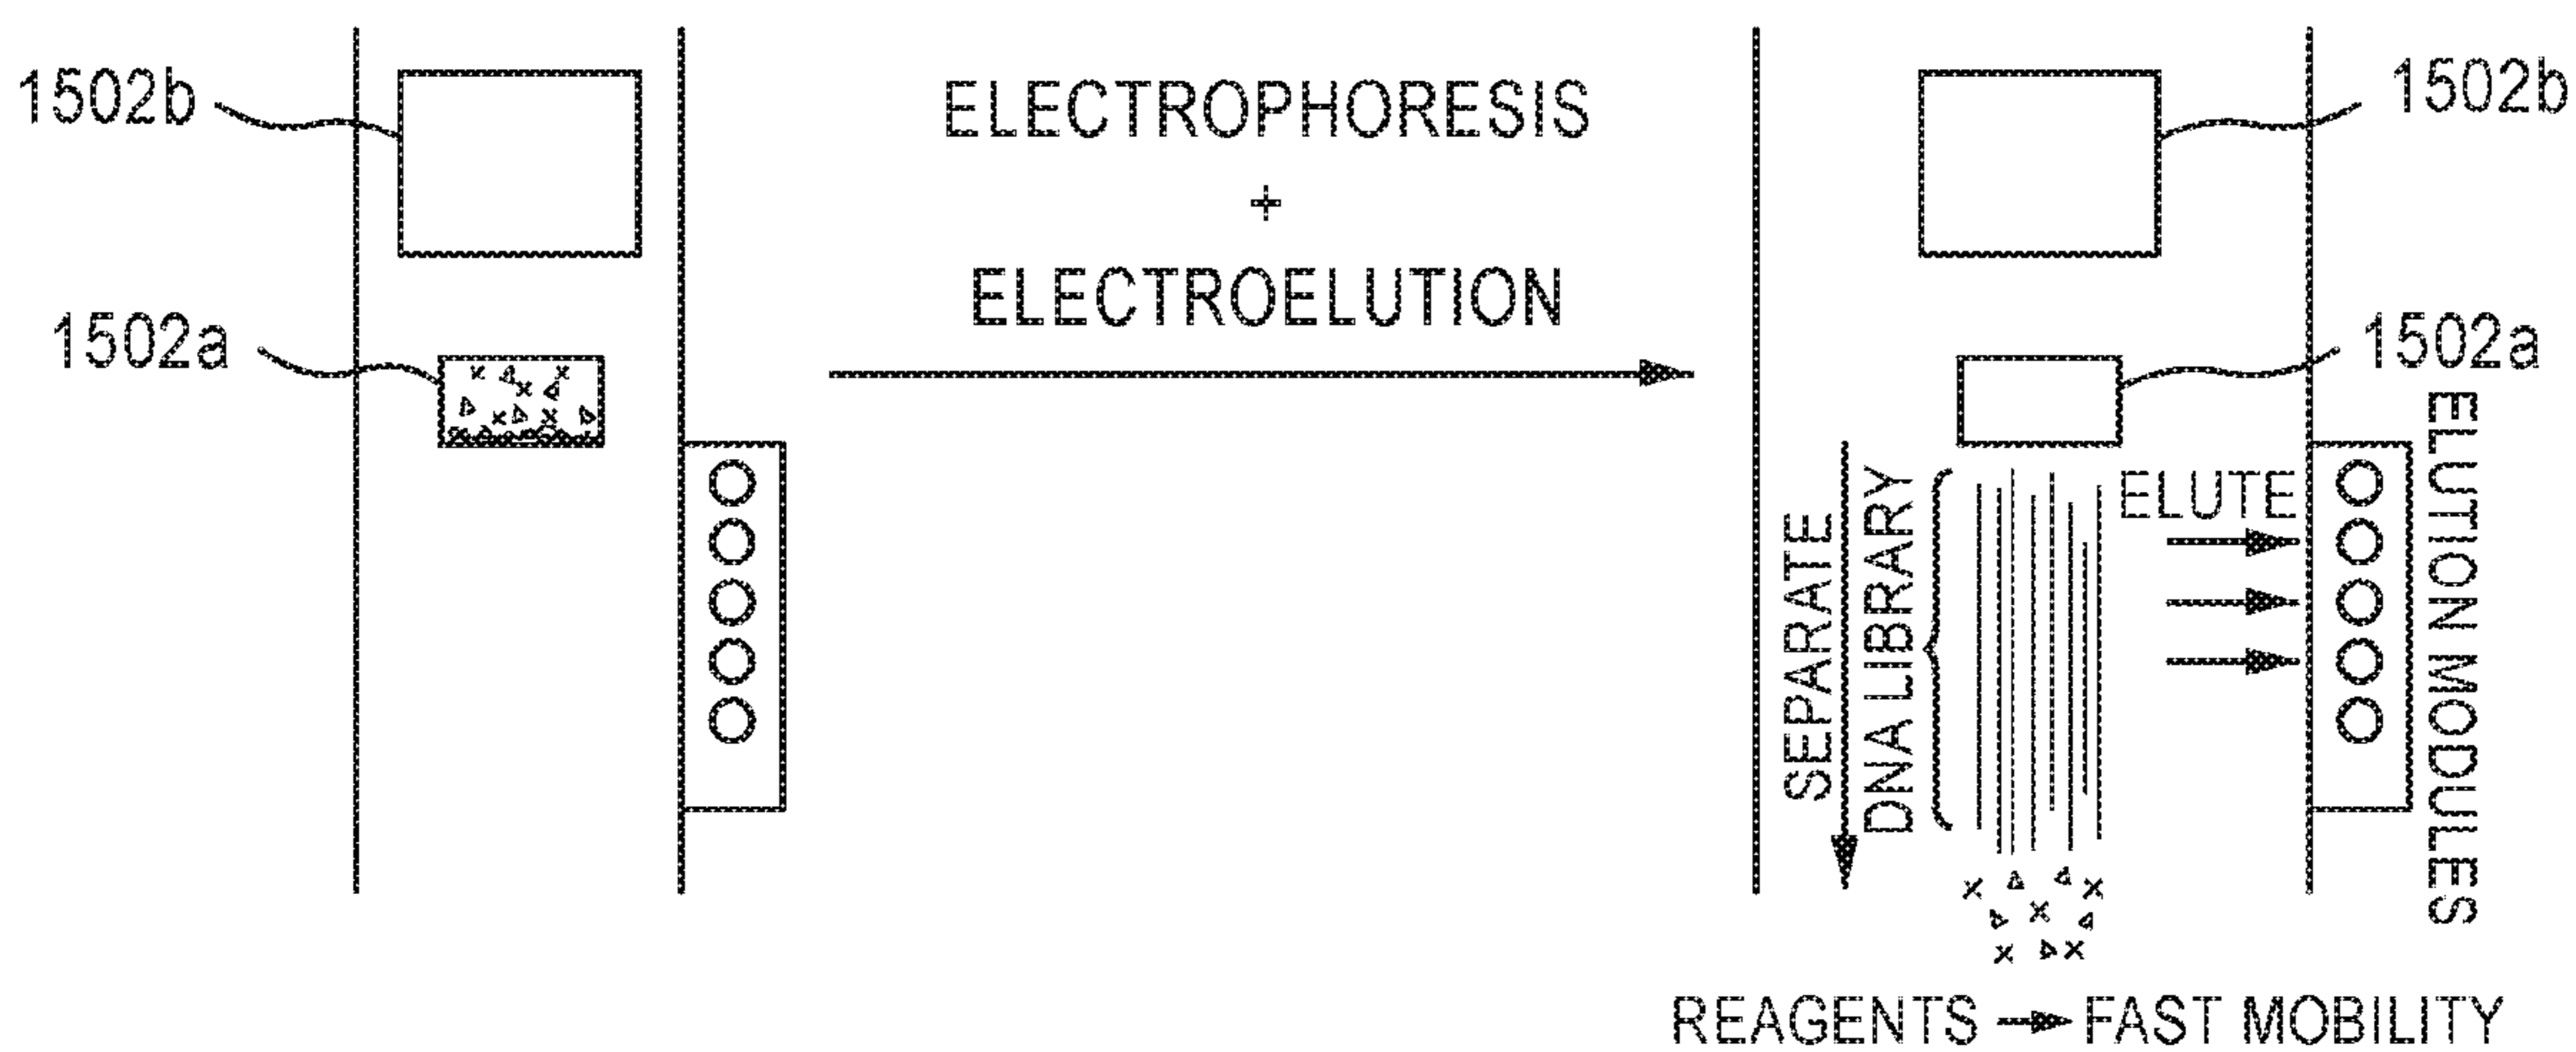 1502b
1502a
ELECTROPHORESIS
+
ELECTROELUTION
1502b
1502a
SEPARATE
DNA LIBRARY
ELUTE
ELUTION MODULES
REAGENTS → FAST MOBILITY